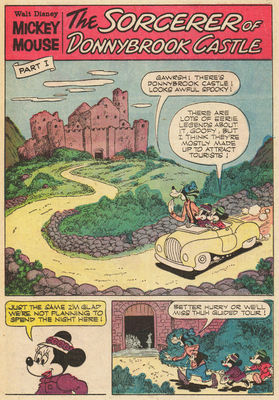 Walt Disney
MICKEY
MOUSE
THE SORCERER OF
DONNYBROOK CASTLE
PART I
GAWRSH! THERE'S
DONNYBROOK CASTLE!
LOOKS AWFUL SPOOKY!
THERE ARE
LOTS OF EERIE
LEGENDS ABOUT
IT, GOOFY, BUT
I THINK THEY'RE
MOSTLY MADE
UP TO ATTRACT
TOURISTS!
JUST THE SAME I'M GLAD
WE'RE NOT PLANNING TO
SPEND THE NIGHT HERE!
BETTER HURRY OR WE'LL
MISS THUH GUIDED TOUR!